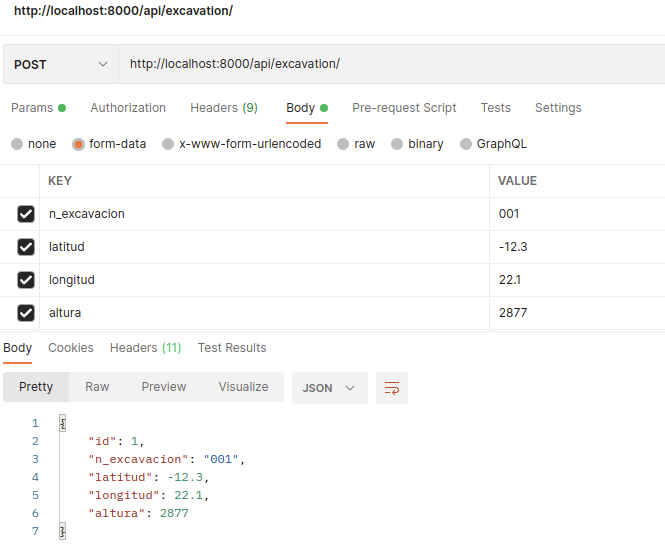 http://localhost:8000/api/excavation/
POST http://localhost:8000/api/excavation/
Params Authorization Headers (9) Body Pre-request Script Tests Settings
none form-data x-www-form-urlencoded raw binary GraphQL
KEY VALUE
n_excavacion 001
latitud -12.3
longitud 22.1
altura 2877
Body Cookies Headers (11) Test Results
Pretty Raw Preview Visualize JSON
1 {
2 "id": 1,
3 "n_excavacion": "001",
4 "latitud": -12.3,
5 "longitud": 22.1,
6 "altura": 2877
7 }